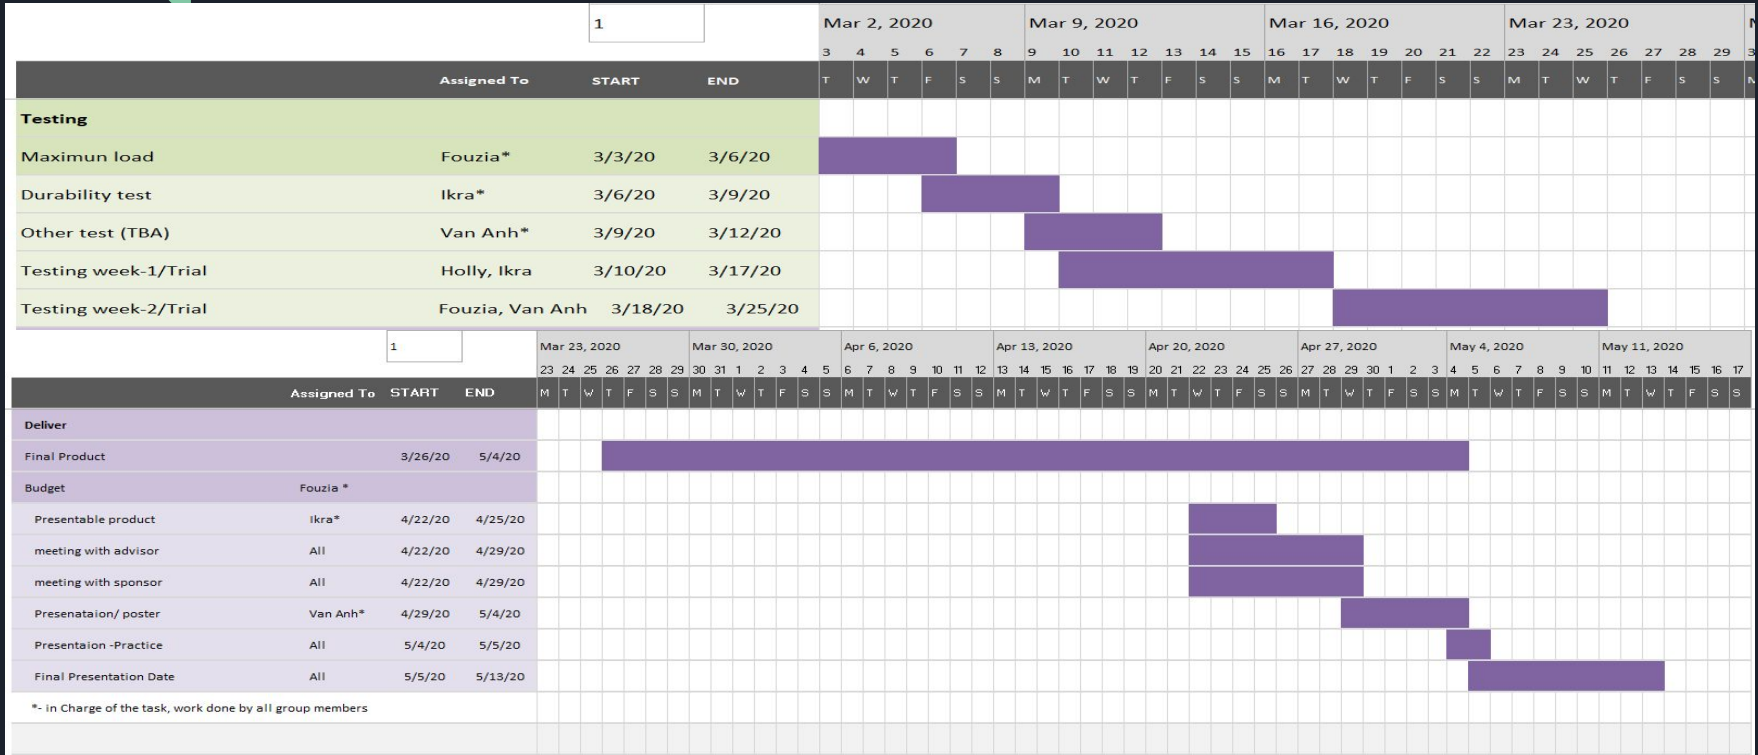 1 Mar 2, 2020 Mar 9, 2020 Mar 16, 2020 Mar 23, 2020
3 4 5 6 7 8 9 10 11 12 13 14 15 16 17 18 19 20 21 22 23 24 25 26 27 28 29
Assigned To START END T W T F S S M T W T F S S M T W T F S S M T W T F S S
Testing
Maximun load Fouzia* 3/3/20 3/6/20
Durability test Ikra* 3/6/20 3/9/20
Other test (TBA) Van Anh* 3/9/20 3/12/20
Testing week-1/Trial Holly, Ikra 3/10/20 3/17/20
Testing week-2/Trial Fouzia, Van Anh 3/18/20 3/25/20
1 Mar 23, 2020 Mar 30, 2020 Apr 6, 2020 Apr 13, 2020 Apr 20, 2020 Apr 27, 2020 May 4, 2020 May 11, 2020
23 24 25 26 27 28 29 30 31 1 2 3 4 5 6 7 8 9 10 11 12 13 14 15 16 17 18 19 20 21 22 23 24 25 26 27 28 29 30 1 2 3 4 5 6 7 8 9 10 11 12 13 14 15 16 17
Assigned To START END M T W T F S S M T W T F S S M T W T F S S M T W T F S S M T W T F S S M T W T F S S M T W T F S S M T W T F S S
Deliver
Final Product 3/26/20 5/4/20
Budget Fouzia *
Presentable product Ikra* 4/22/20 4/25/20
meeting with advisor All 4/22/20 4/29/20
meeting with sponsor All 4/22/20 4/29/20
Presenataion/ poster Van Anh* 4/29/20 5/4/20
Presentaion -Practice All 5/4/20 5/5/20
Final Presentation Date All 5/5/20 5/13/20
*- in Charge of the task, work done by all group members